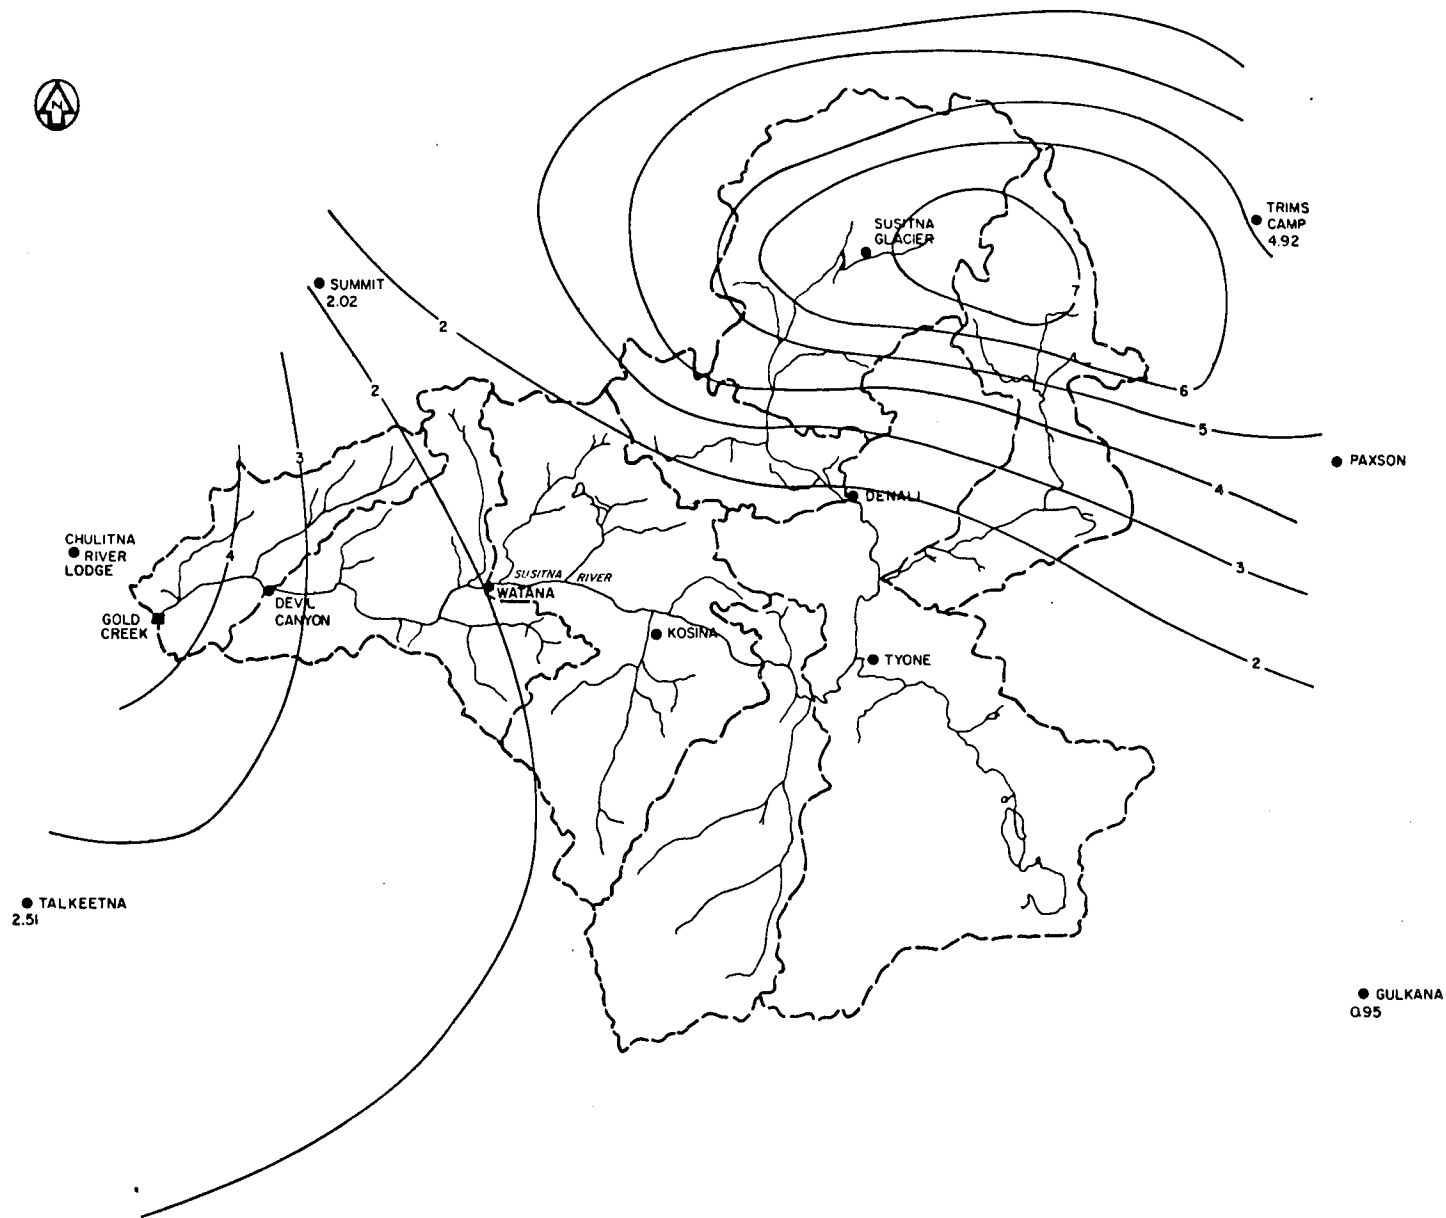 N
TRIMS
CAMP
4.92
SUSITNA
GLACIER
SUMMIT
2.02
7
2
2
6
5
3
PAXSON
4
DENALI
CHULITNA
RIVER
LODGE
4
3
SUSITNA RIVER
WATANA
DEVIL
CANYON
GOLD
CREEK
KOSINA
TYONE
2
TALKEETNA
2.51
GULKANA
0.95